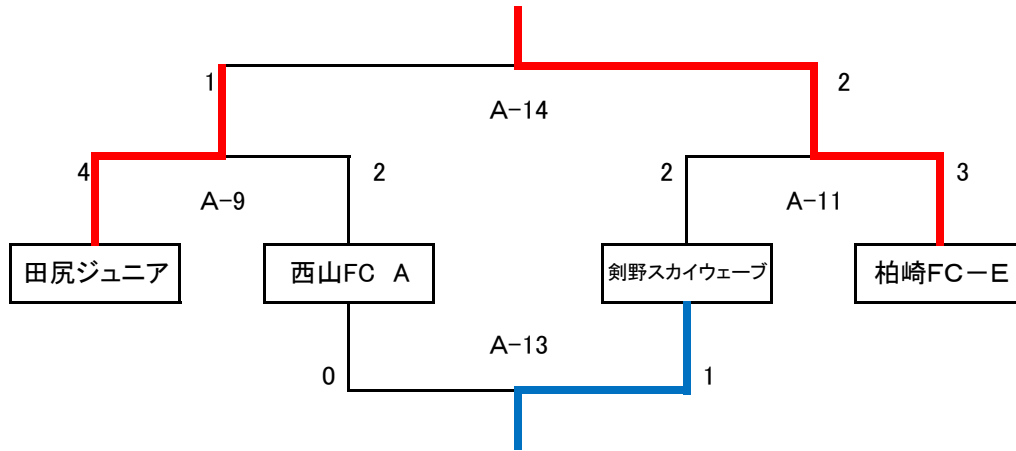 1
2
A-14
4
2
2
3
A-9
A-11
田尻ジュニア
西山FC A
剣野スカイウェーブ
柏崎FC－E
A-13
0
1